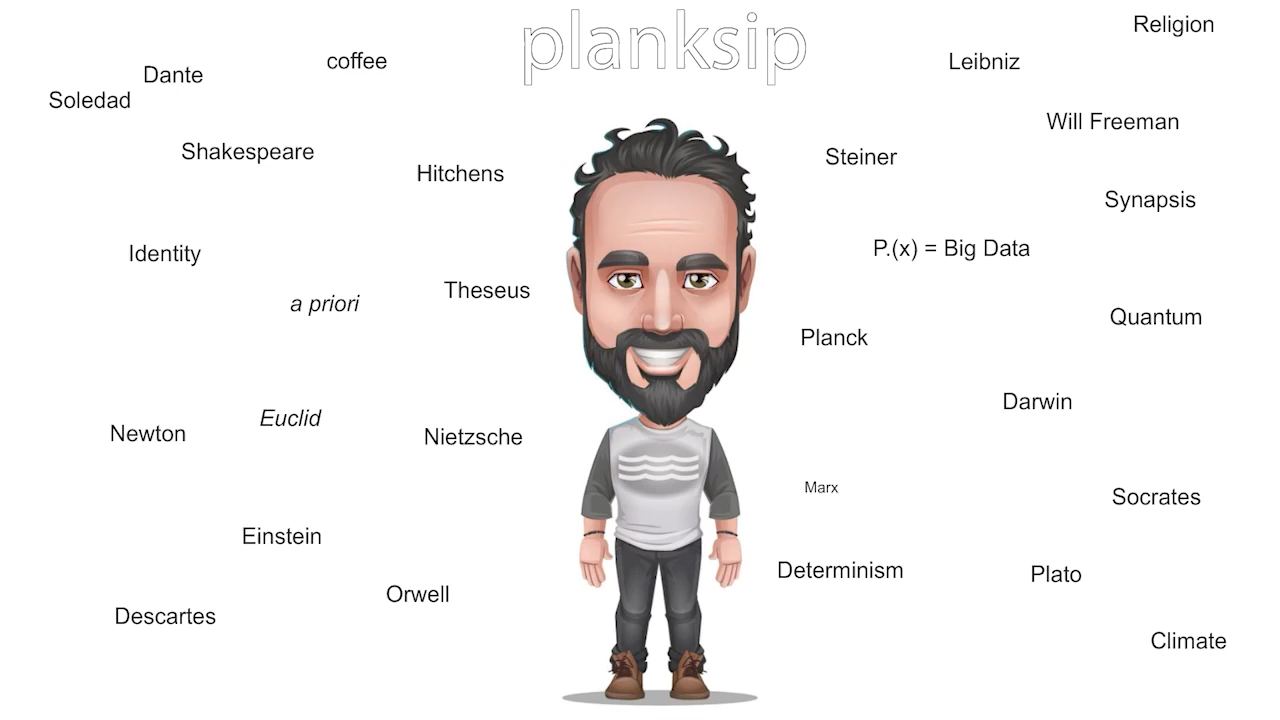 planksip
Religion
coffee
Leibniz
Dante
Soledad
Will Freeman
Shakespeare
Steiner
Hitchens
Synapsis
P.(x) = Big Data
Identity
Theseus
a priori
Quantum
Planck
Darwin
Euclid
Newton
Nietzsche
Marx
Socrates
Einstein
Determinism
Plato
Orwell
Descartes
Climate